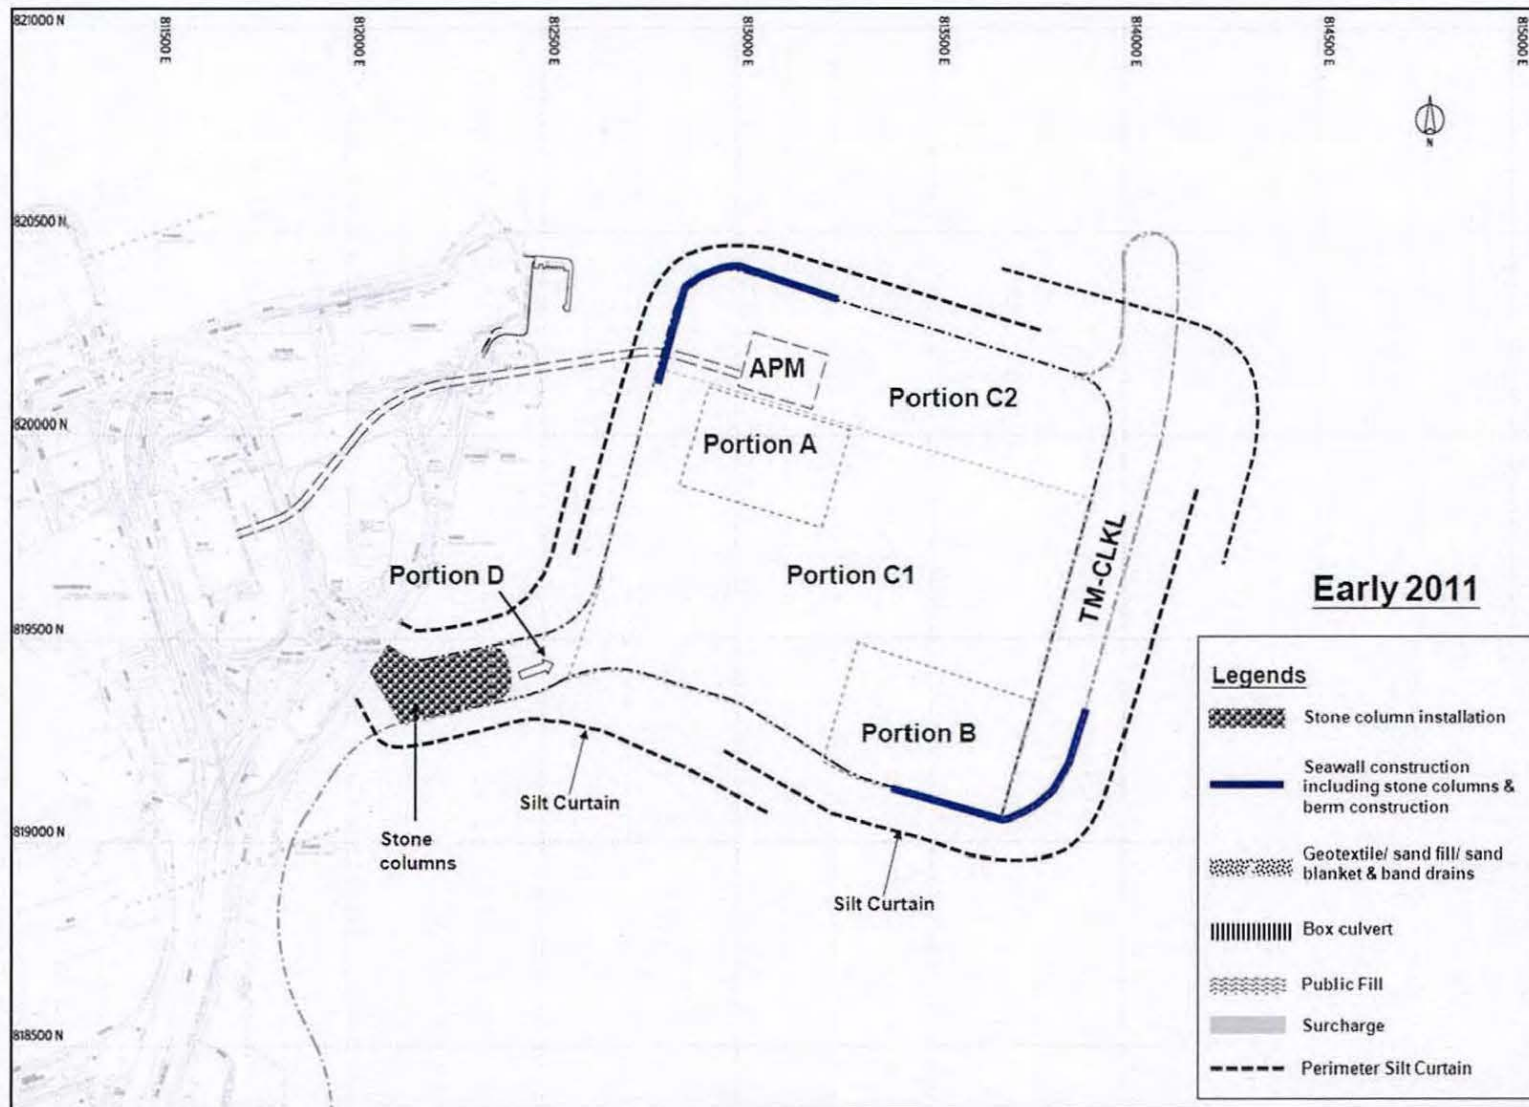 821000 N
811500 E
812000 E
812500 E
813000 E
813500 E
814000 E
814500 E
815000 E
N
820500 N
APM
Portion C2
820000 N
Portion A
Portion D
Portion C1
TM-CLKL
Early 2011
819500 N
Legends
Stone column installation
Portion B
Seawall construction
including stone columns &
berm construction
Silt Curtain
819000 N
Stone
columns
Geotextile/ sand fill/ sand
blanket & band drains
Silt Curtain
Box culvert
Public Fill
818500 N
Surcharge
Perimeter Silt Curtain